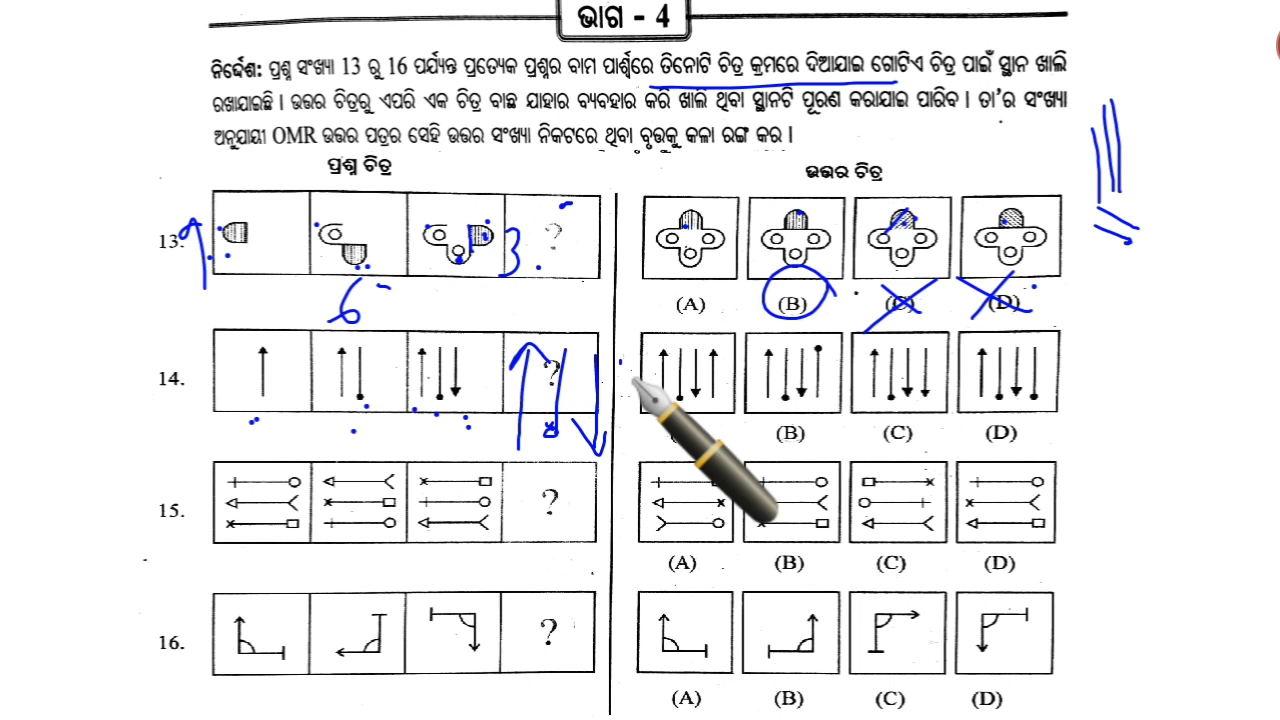 ଭାଗ - 4
ନିର୍ଦ୍ଦେଶ: ପ୍ରଶ୍ନ ସଂଖ୍ୟା 13 ରୁ 16 ପର୍ଯ୍ୟନ୍ତ ପ୍ରତ୍ୟେକ ପ୍ରଶ୍ନର ବାମ ପାର୍ଶ୍ୱରେ ତିନୋଟି ଚିତ୍ର କ୍ରମରେ ଦିଆଯାଇ ଗୋଟିଏ ଚିତ୍ର ପାଇଁ ସ୍ଥାନ ଖାଲି
ରଖାଯାଇଛି । ଉତ୍ତର ଚିତ୍ରରୁ ଏପରି ଏକ ଚିତ୍ର ବାଛ ଯାହାର ବ୍ୟବହାର କରି ଖାଲି ଥିବା ସ୍ଥାନଟି ପୂରଣ କରାଯାଇ ପାରିବ । ତା'ର ସଂଖ୍ୟା
ଅନୁଯାୟୀ OMR ଉତ୍ତର ପତ୍ରର ସେହି ଉତ୍ତର ସଂଖ୍ୟା ନିକଟରେ ଥିବା ବୃତ୍ତକୁ କଳା ରଙ୍ଗ କର ।
ପ୍ରଶ୍ନ ଚିତ୍ର ଉତ୍ତର ଚିତ୍ର
13. ?
(A) (B) (C) (D)
14. ?
(B) (C) (D)
15. ?
(A) (B) (C) (D)
16. ?
(A) (B) (C) (D)